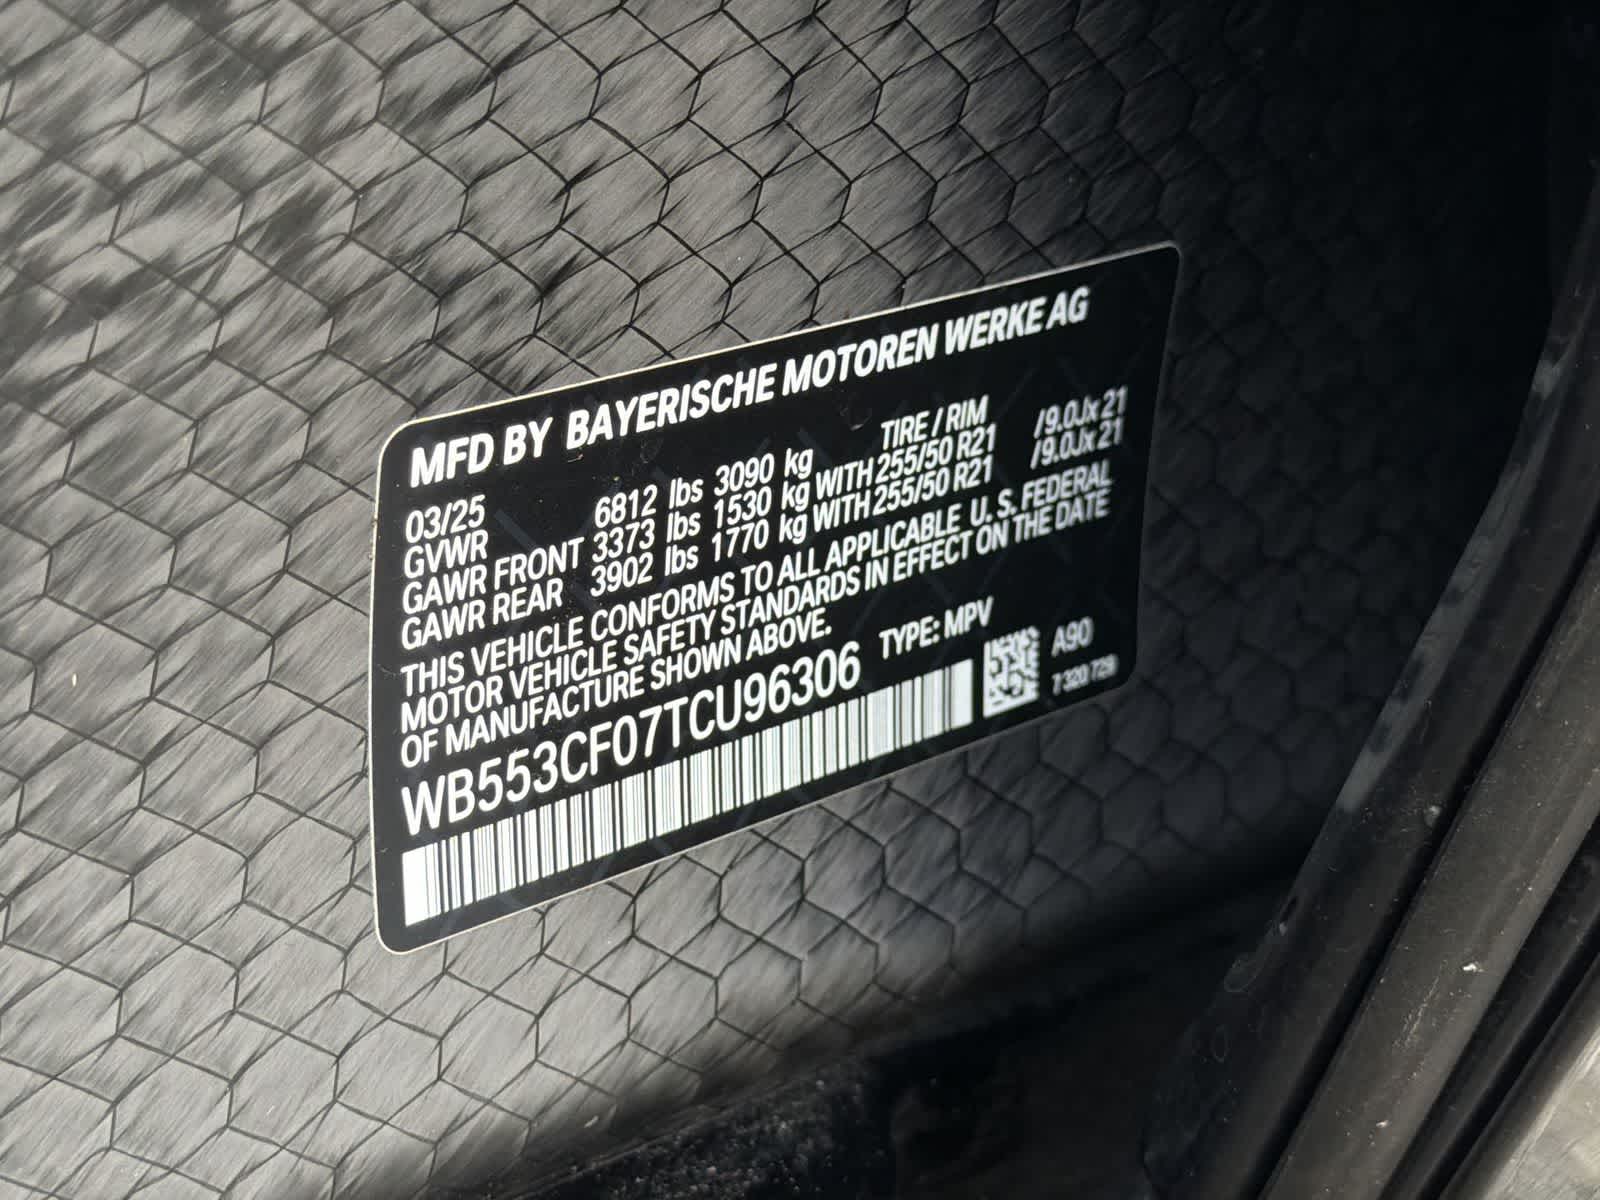 MFD BY BAYERISCHE MOTOREN WERKE AG
03/25 TIRE / RIM
GVWR 6812 lbs 3090 kg
GAWR FRONT 3373 lbs 1530 kg WITH 255/50 R21 /9.0Jx 21
GAWR REAR 3902 lbs 1770 kg WITH 255/50 R21 /9.0Jx 21
THIS VEHICLE CONFORMS TO ALL APPLICABLE U. S. FEDERAL
MOTOR VEHICLE SAFETY STANDARDS IN EFFECT ON THE DATE
OF MANUFACTURE SHOWN ABOVE.
WB553CF07TCU96306 TYPE: MPV
A90
7 320 729